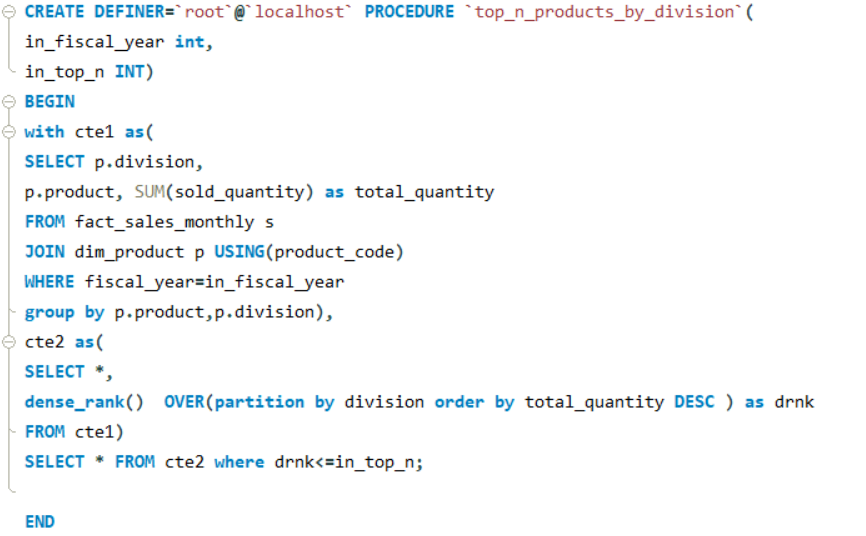 CREATE DEFINER=`root`@`localhost` PROCEDURE `top_n_products_by_division`(
in_fiscal_year int,
in_top_n INT)
BEGIN
with cte1 as(
SELECT p.division,
p.product, SUM(sold_quantity) as total_quantity
FROM fact_sales_monthly s
JOIN dim_product p USING(product_code)
WHERE fiscal_year=in_fiscal_year
group by p.product,p.division),
cte2 as(
SELECT *,
dense_rank()  OVER(partition by division order by total_quantity DESC ) as drnk
FROM cte1)
SELECT * FROM cte2 where drnk<=in_top_n;
END